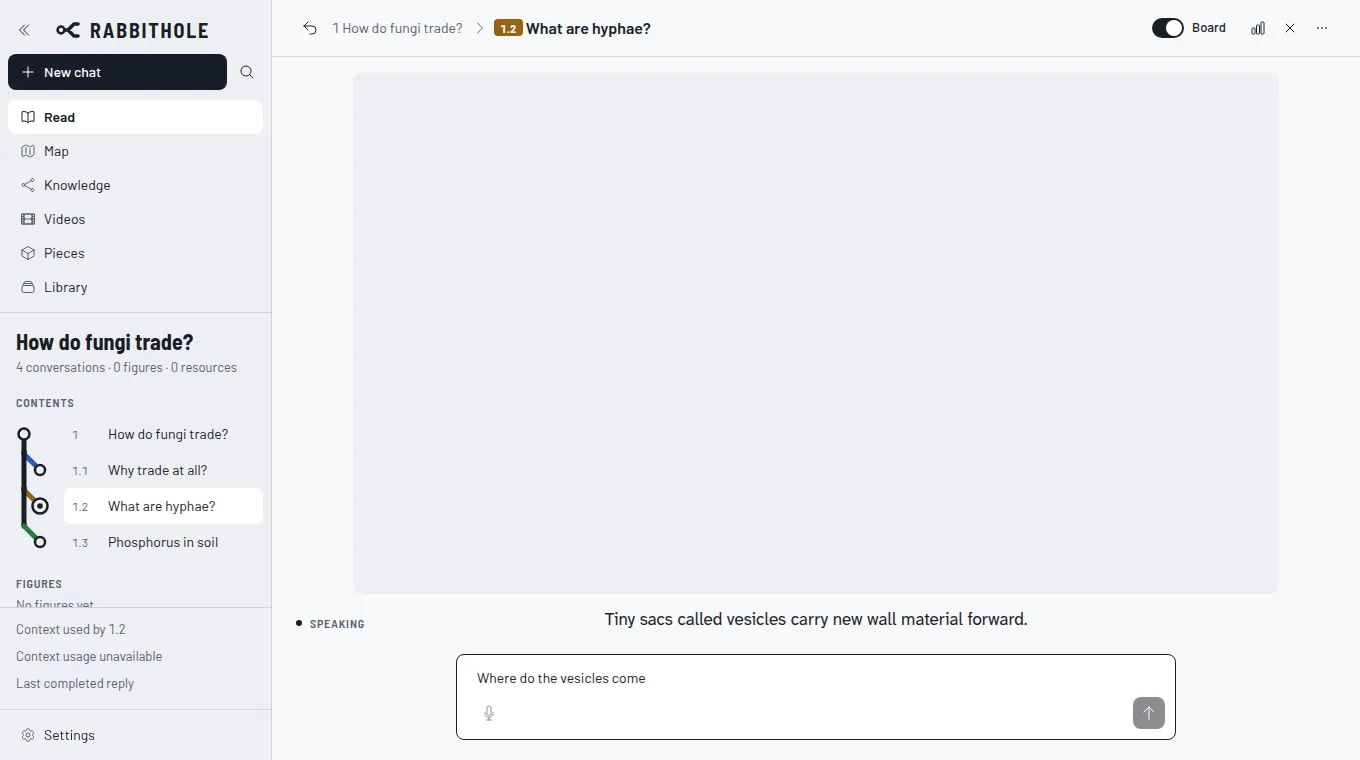 RABBITHOLE
New chat
Read
Map
Knowledge
Videos
Pieces
Library
How do fungi trade?
4 conversations · 0 figures · 0 resources
CONTENTS
1 How do fungi trade?
1.1 Why trade at all?
1.2 What are hyphae?
1.3 Phosphorus in soil
FIGURES
No figures yet
Context used by 1.2
Context usage unavailable
Last completed reply
Settings
1 How do fungi trade? 1.2 What are hyphae?
Board
SPEAKING
Tiny sacs called vesicles carry new wall material forward.
Where do the vesicles come